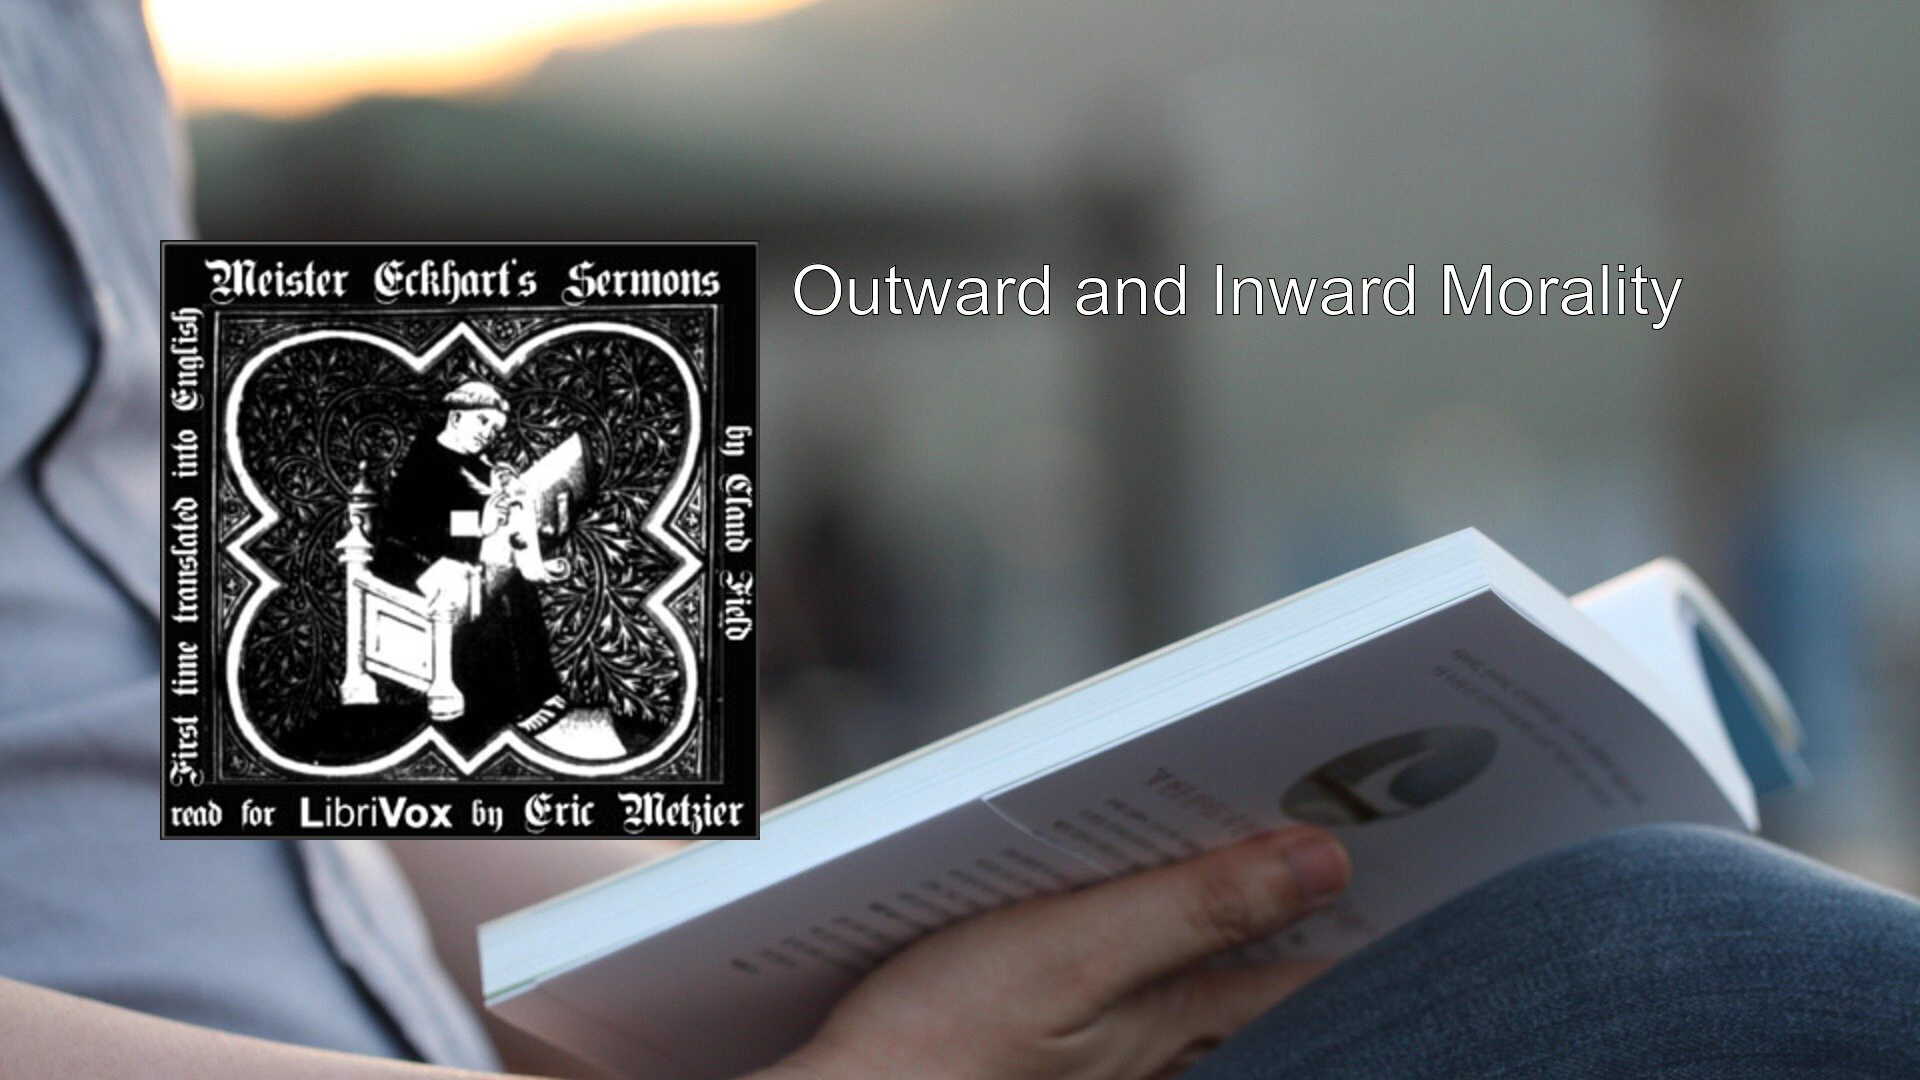 Outward and Inward Morality
Meister Eckhart's Sermons
First time translated into English
by Claud Field
read for LibriVox by Eric Metzier